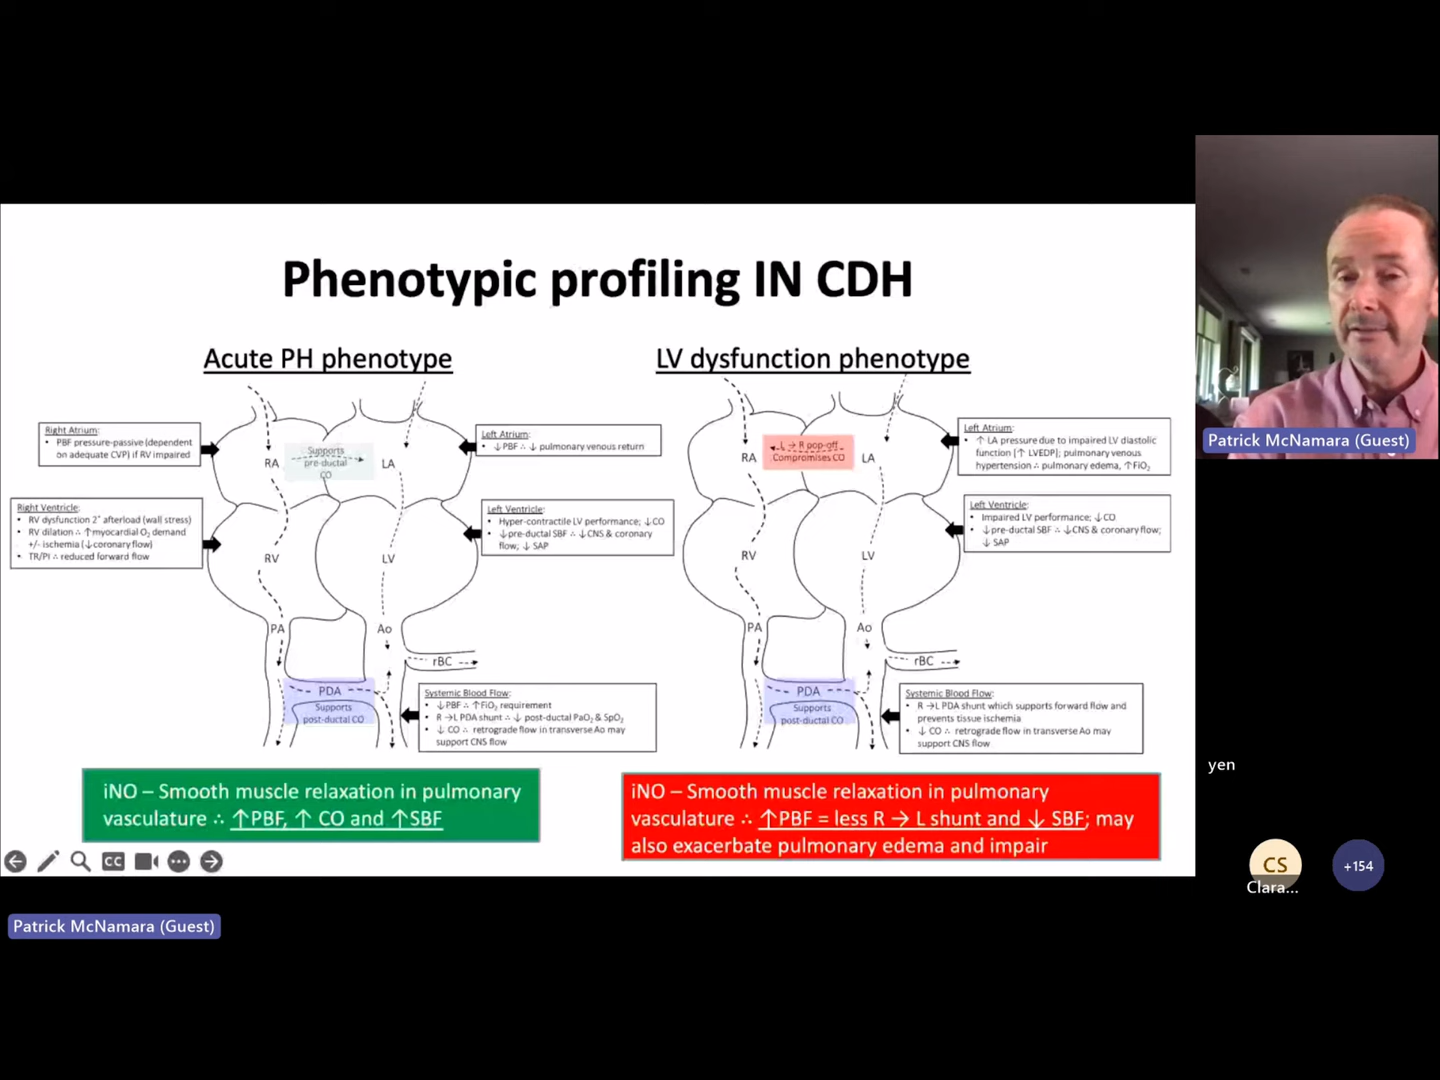 Phenotypic profiling IN CDH
Acute PH phenotype
Right Atrium:
• PBF pressure-passive (dependent
on adequate CVP) if RV impaired
Right Ventricle:
• RV dysfunction 2˚ afterload (wall stress)
• RV dilation ∴ ↑myocardial O2 demand
+/- ischemia (↓coronary flow)
• TR/PI ∴ reduced forward flow
Supports
pre-ductal
CO
RA
LA
RV
LV
PA
Ao
rBC
PDA
Supports
post-ductal CO
Left Atrium:
• ↓PBF ∴ ↓ pulmonary venous return
Left Ventricle:
• Hyper-contractile LV performance; ↓CO
• ↓pre-ductal SBF ∴ ↓CNS & coronary
flow; ↓ SAP
Systemic Blood Flow:
• ↓PBF ∴ ↑FiO2 requirement
• R →L PDA shunt ∴ ↓ post-ductal PaO2 & SpO2
• ↓ CO ∴ retrograde flow in transverse Ao may
support CNS flow
iNO – Smooth muscle relaxation in pulmonary
vasculature ∴ ↑PBF, ↑ CO and ↑SBF
LV dysfunction phenotype
L → R pop-off
Compromises CO
RA
LA
RV
LV
PA
Ao
rBC
PDA
Supports
post-ductal CO
Left Atrium:
• ↑ LA pressure due to impaired LV diastolic
function [↑ LVEDP]; pulmonary venous
hypertension ∴ pulmonary edema, ↑FiO2
Left Ventricle:
• Impaired LV performance; ↓CO
• ↓pre-ductal SBF ∴ ↓CNS & coronary flow;
↓ SAP
Systemic Blood Flow:
• R →L PDA shunt which supports forward flow and
prevents tissue ischemia
• ↓ CO ∴ retrograde flow in transverse Ao may
support CNS flow
iNO – Smooth muscle relaxation in pulmonary
vasculature ∴ ↑PBF = less R → L shunt and ↓ SBF; may
also exacerbate pulmonary edema and impair
CC
Patrick McNamara (Guest)
yen
CS
Clara...
+154
Patrick McNamara (Guest)